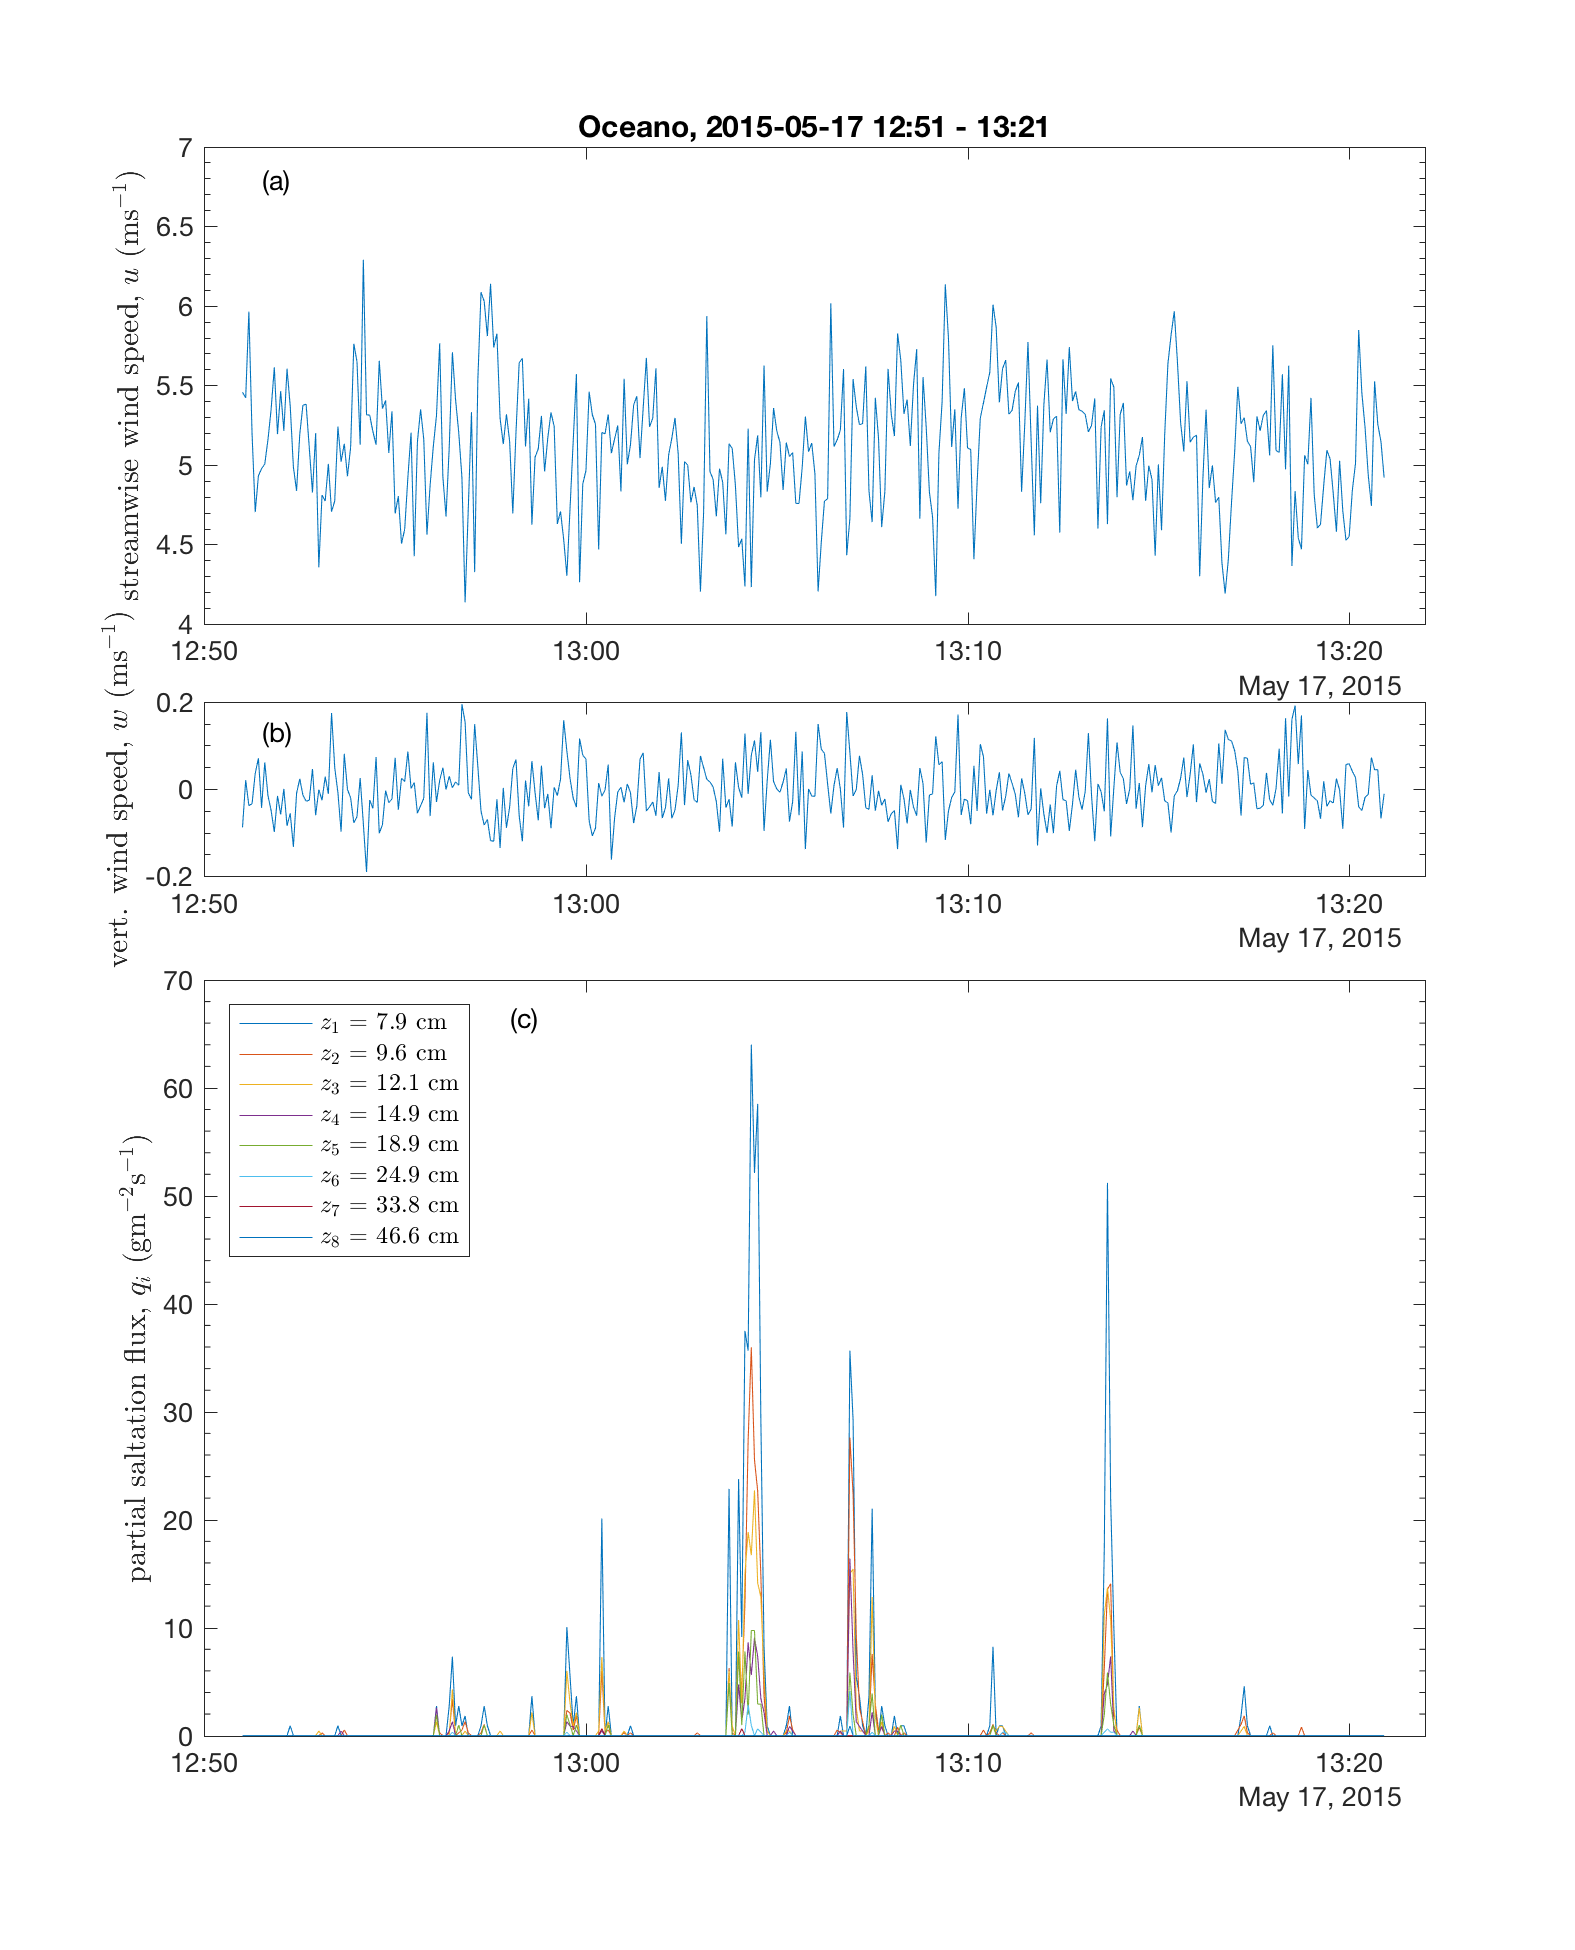 Oceano, 2015-05-17 12:51 - 13:21
streamwise wind speed, u (ms⁻¹)
(a)
7
6.5
6
5.5
5
4.5
4
12:50 13:00 13:10 13:20
May 17, 2015
vert. wind speed, w (ms⁻¹)
(b)
0.2
0
-0.2
12:50 13:00 13:10 13:20
May 17, 2015
partial saltation flux, qᵢ (gm⁻²s⁻¹)
(c)
70
60
50
40
30
20
10
0
z₁ = 7.9 cm
z₂ = 9.6 cm
z₃ = 12.1 cm
z₄ = 14.9 cm
z₅ = 18.9 cm
z₆ = 24.9 cm
z₇ = 33.8 cm
z₈ = 46.6 cm
12:50 13:00 13:10 13:20
May 17, 2015